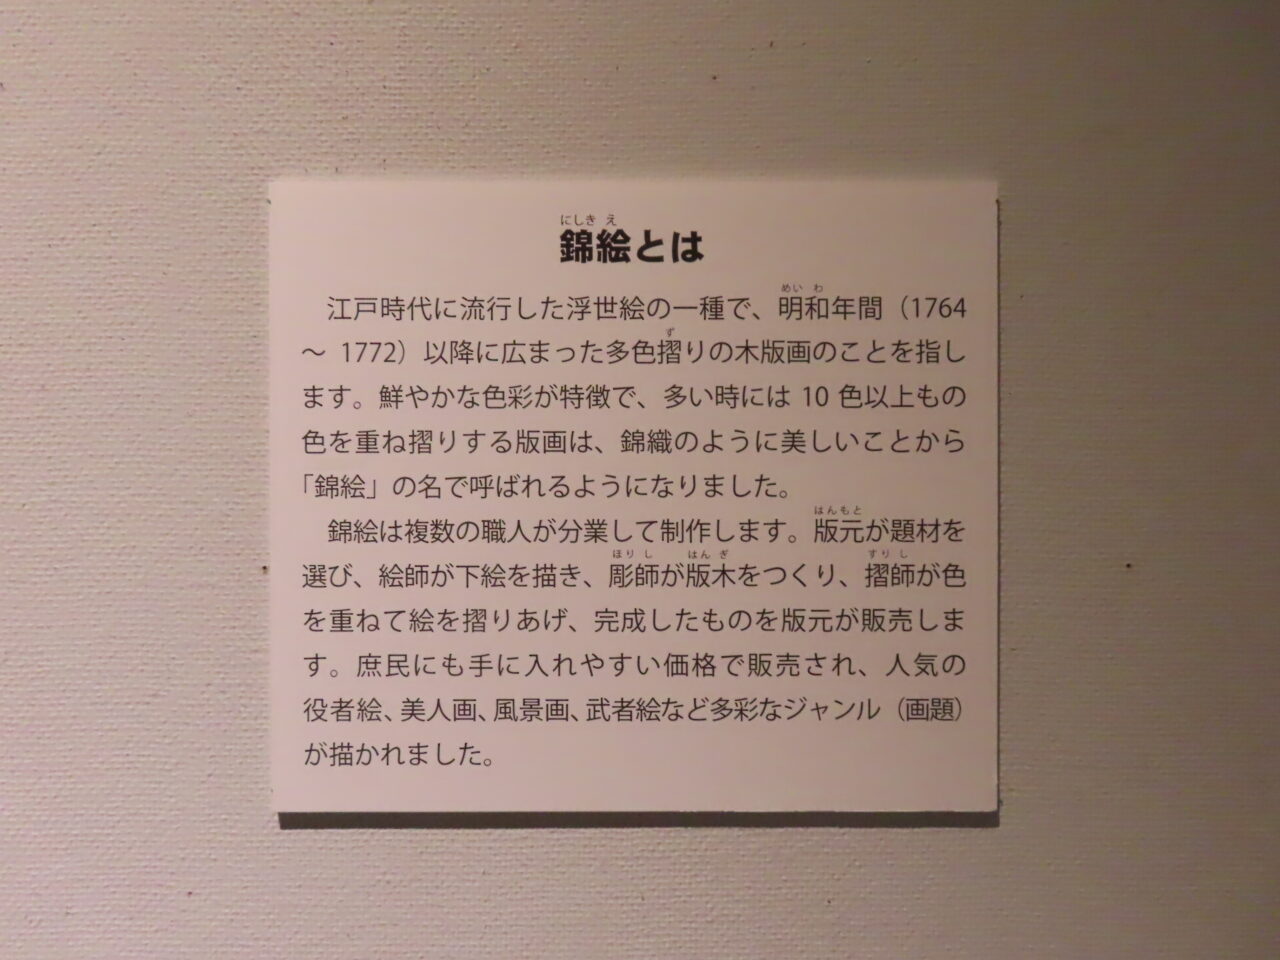 にしき え
錦絵とは
めい わ
江戸時代に流行した浮世絵の一種で、明和年間（1764
ず
～ 1772）以降に広まった多色摺りの木版画のことを指し
ます。鮮やかな色彩が特徴で、多い時には 10 色以上もの
色を重ね摺りする版画は、錦織のように美しいことから
「錦絵」の名で呼ばれるようになりました。
はんもと
錦絵は複数の職人が分業して制作します。版元が題材を
ほり し はん ぎ すり し
選び、絵師が下絵を描き、彫師が版木をつくり、摺師が色
を重ねて絵を摺りあげ、完成したものを版元が販売しま
す。庶民にも手に入れやすい価格で販売され、人気の
役者絵、美人画、風景画、武者絵など多彩なジャンル（画題）
が描かれました。